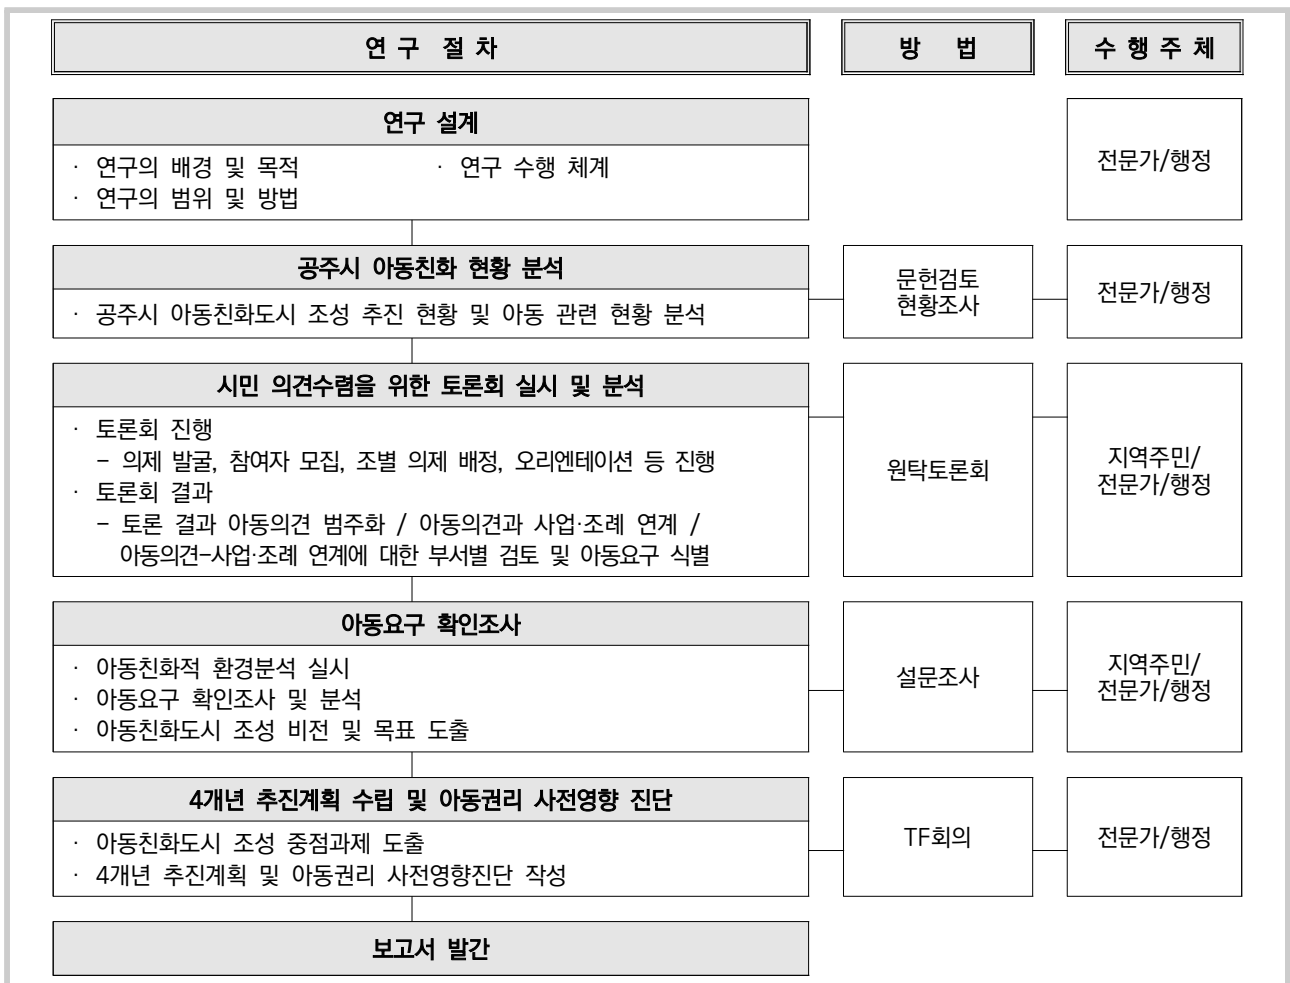 연 구 절 차
방 법
수 행 주 체
연구 설계
· 연구의 배경 및 목적 · 연구 수행 체계
· 연구의 범위 및 방법
전문가/행정
공주시 아동친화 현황 분석
· 공주시 아동친화도시 조성 추진 현황 및 아동 관련 현황 분석
문헌검토
현황조사
전문가/행정
시민 의견수렴을 위한 토론회 실시 및 분석
· 토론회 진행
- 의제 발굴, 참여자 모집, 조별 의제 배정, 오리엔테이션 등 진행
· 토론회 결과
- 토론 결과 아동의견 범주화 / 아동의견과 사업·조례 연계 /
아동의견-사업·조례 연계에 대한 부서별 검토 및 아동요구 식별
원탁토론회
지역주민/
전문가/행정
아동요구 확인조사
· 아동친화적 환경분석 실시
· 아동요구 확인조사 및 분석
· 아동친화도시 조성 비전 및 목표 도출
설문조사
지역주민/
전문가/행정
4개년 추진계획 수립 및 아동권리 사전영향 진단
· 아동친화도시 조성 중점과제 도출
· 4개년 추진계획 및 아동권리 사전영향진단 작성
TF회의
전문가/행정
보고서 발간